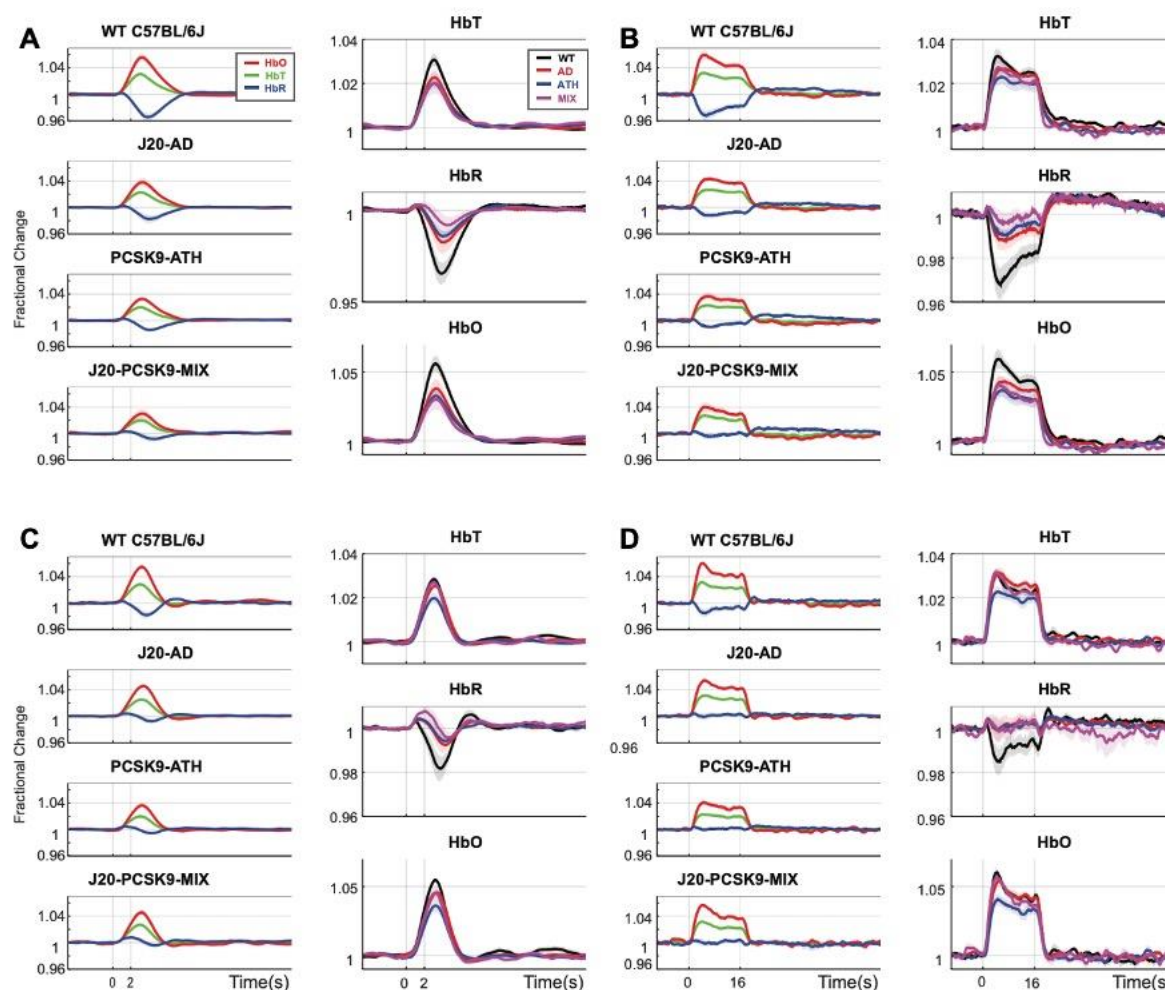 A
WT C57BL/6J
1.04
1
0.96
HbO
HbT
HbR
J20-AD
1.04
1
0.96
PCSK9-ATH
1.04
1
0.96
J20-PCSK9-MIX
1.04
1
0.96
Fractional Change
HbT
1.04
1.02
1
WT
AD
ATH
MIX
HbR
1
0.95
HbO
1.05
1
B
WT C57BL/6J
1.04
1
0.96
J20-AD
1.04
1
0.96
PCSK9-ATH
1.04
1
0.96
J20-PCSK9-MIX
1.04
1
0.96
HbT
1.04
1.02
1
HbR
1
0.98
0.96
HbO
1.05
1
C
WT C57BL/6J
1.04
1
0.96
J20-AD
1.04
1
0.96
PCSK9-ATH
1.04
1
0.96
J20-PCSK9-MIX
1.04
1
0.96
Fractional Change
0 2 Time(s)
HbT
1.04
1.02
1
HbR
1
0.98
0.96
HbO
1.05
1
0 2 Time(s)
D
WT C57BL/6J
1.04
1
0.96
J20-AD
1.04
1
0.96
PCSK9-ATH
1.04
1
0.96
J20-PCSK9-MIX
1.04
1
0.96
0 16 Time(s)
HbT
1.04
1.02
1
HbR
1
0.98
0.96
HbO
1.05
1
0 16 Time(s)